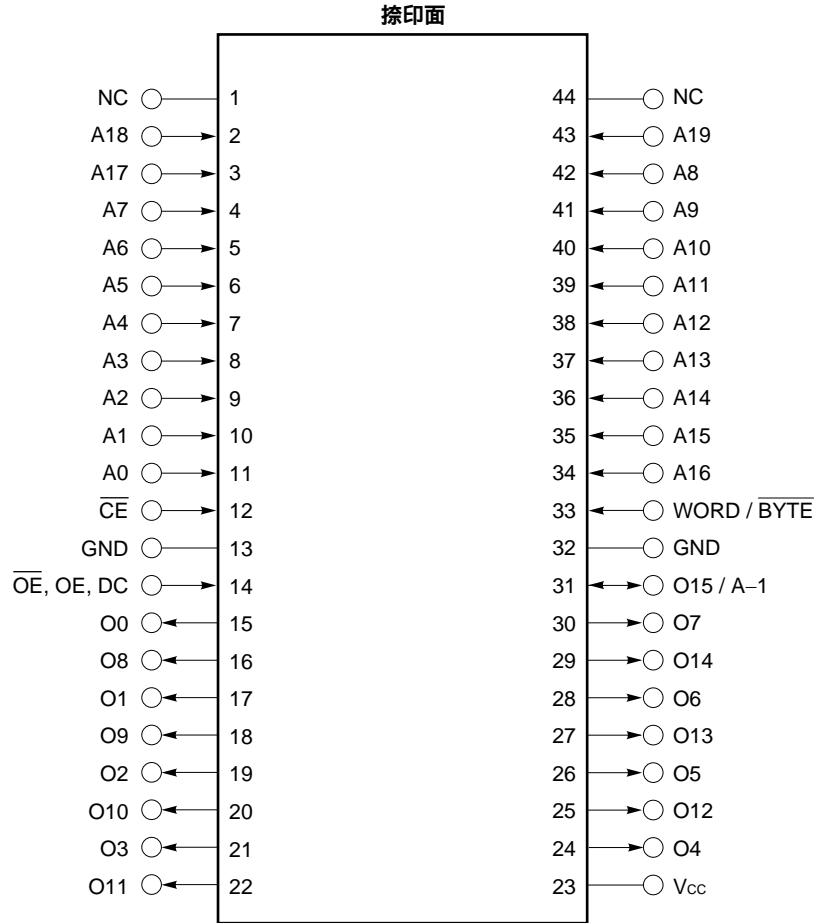 捺印面
NC 1 44 NC
A18 2 43 A19
A17 3 42 A8
A7 4 41 A9
A6 5 40 A10
A5 6 39 A11
A4 7 38 A12
A3 8 37 A13
A2 9 36 A14
A1 10 35 A15
A0 11 34 A16
C̅E̅ 12 33 WORD / B̅Y̅T̅E̅
GND 13 32 GND
O̅E̅, OE, DC 14 31 O15 / A−1
O0 15 30 O7
O8 16 29 O14
O1 17 28 O6
O9 18 27 O13
O2 19 26 O5
O10 20 25 O12
O3 21 24 O4
O11 22 23 Vcc